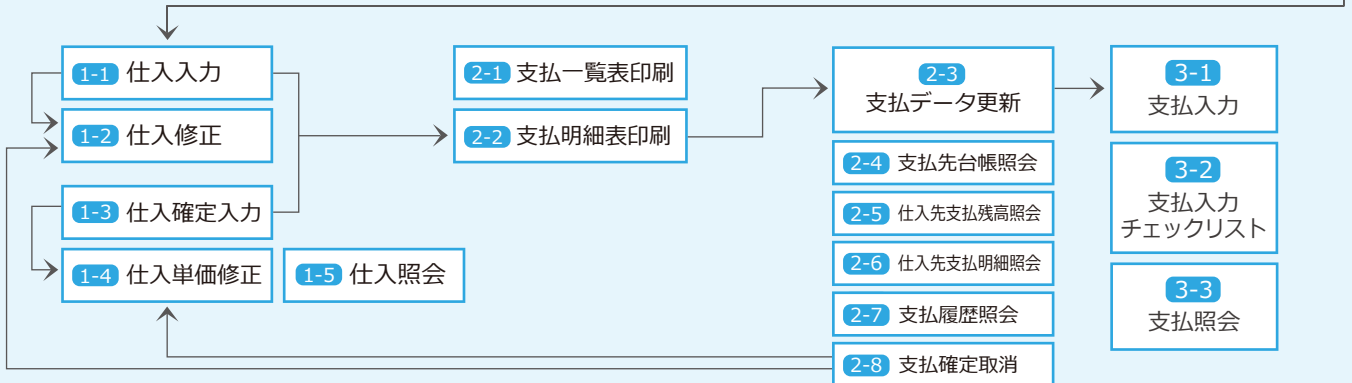 1-1 仕入入力
1-2 仕入修正
1-3 仕入確定入力
1-4 仕入単価修正
1-5 仕入照会
2-1 支払一覧表印刷
2-2 支払明細表印刷
2-3
支払データ更新
2-4 支払先台帳照会
2-5 仕入先支払残高照会
2-6 仕入先支払明細照会
2-7 支払履歴照会
2-8 支払確定取消
3-1
支払入力
3-2
支払入力
チェックリスト
3-3
支払照会